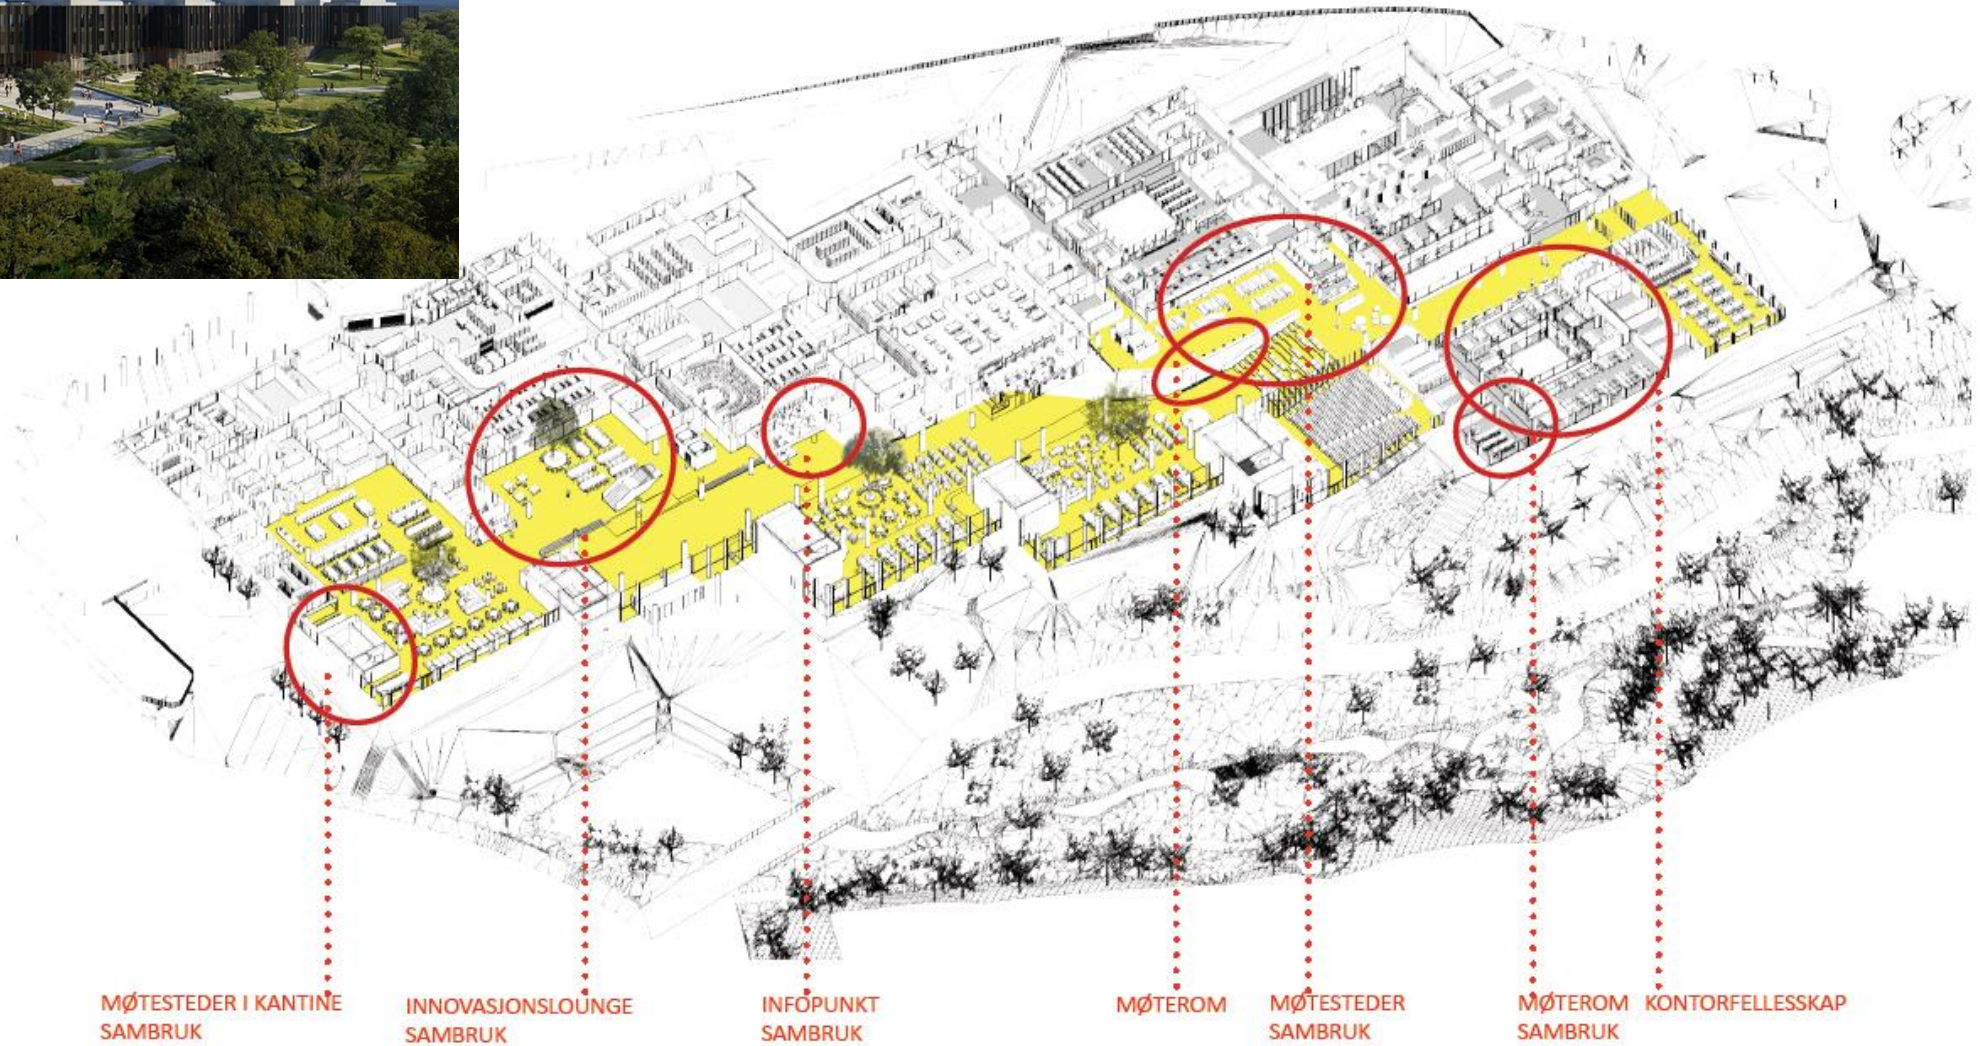 MØTESTEDER I KANTINE
SAMBRUK
INNOVASJONSLOUNGE
SAMBRUK
INFOPUNKT
SAMBRUK
MØTEROM
MØTESTEDER
SAMBRUK
MØTEROM
SAMBRUK
KONTORFELLESSKAP